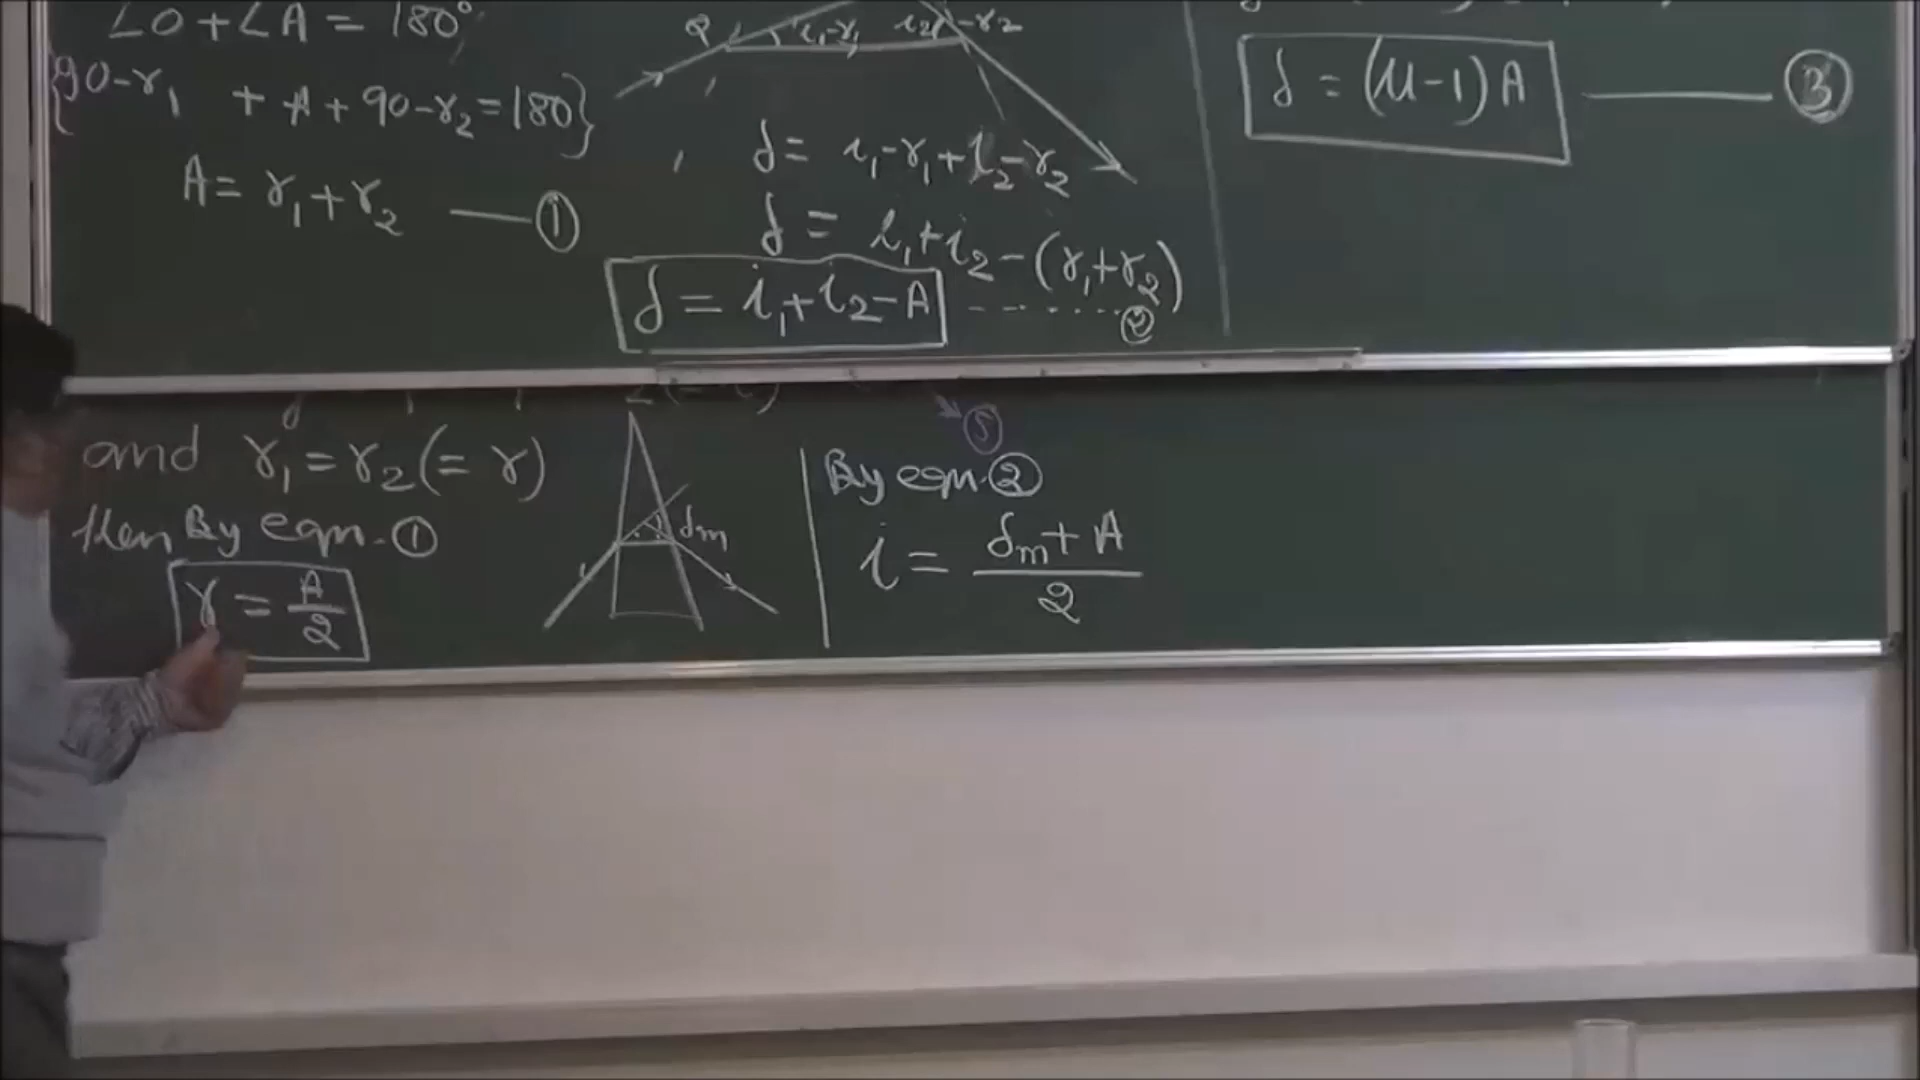 ∠O + ∠A = 180°
{90-r₁ + A + 90-r₂ = 180}
A = r₁ + r₂ —— ①
Q i₁-r₁ i₂-r₂
δ = i₁-r₁+i₂-r₂
δ = i₁+i₂-(r₁+r₂)
δ = i₁+i₂-A ------- ②
δ = (μ-1)A —— ③
and r₁ = r₂ (= r)
then By eqn. ①
r = A/2
δm
⑤
By eqn. ②
i = (δm + A)/2